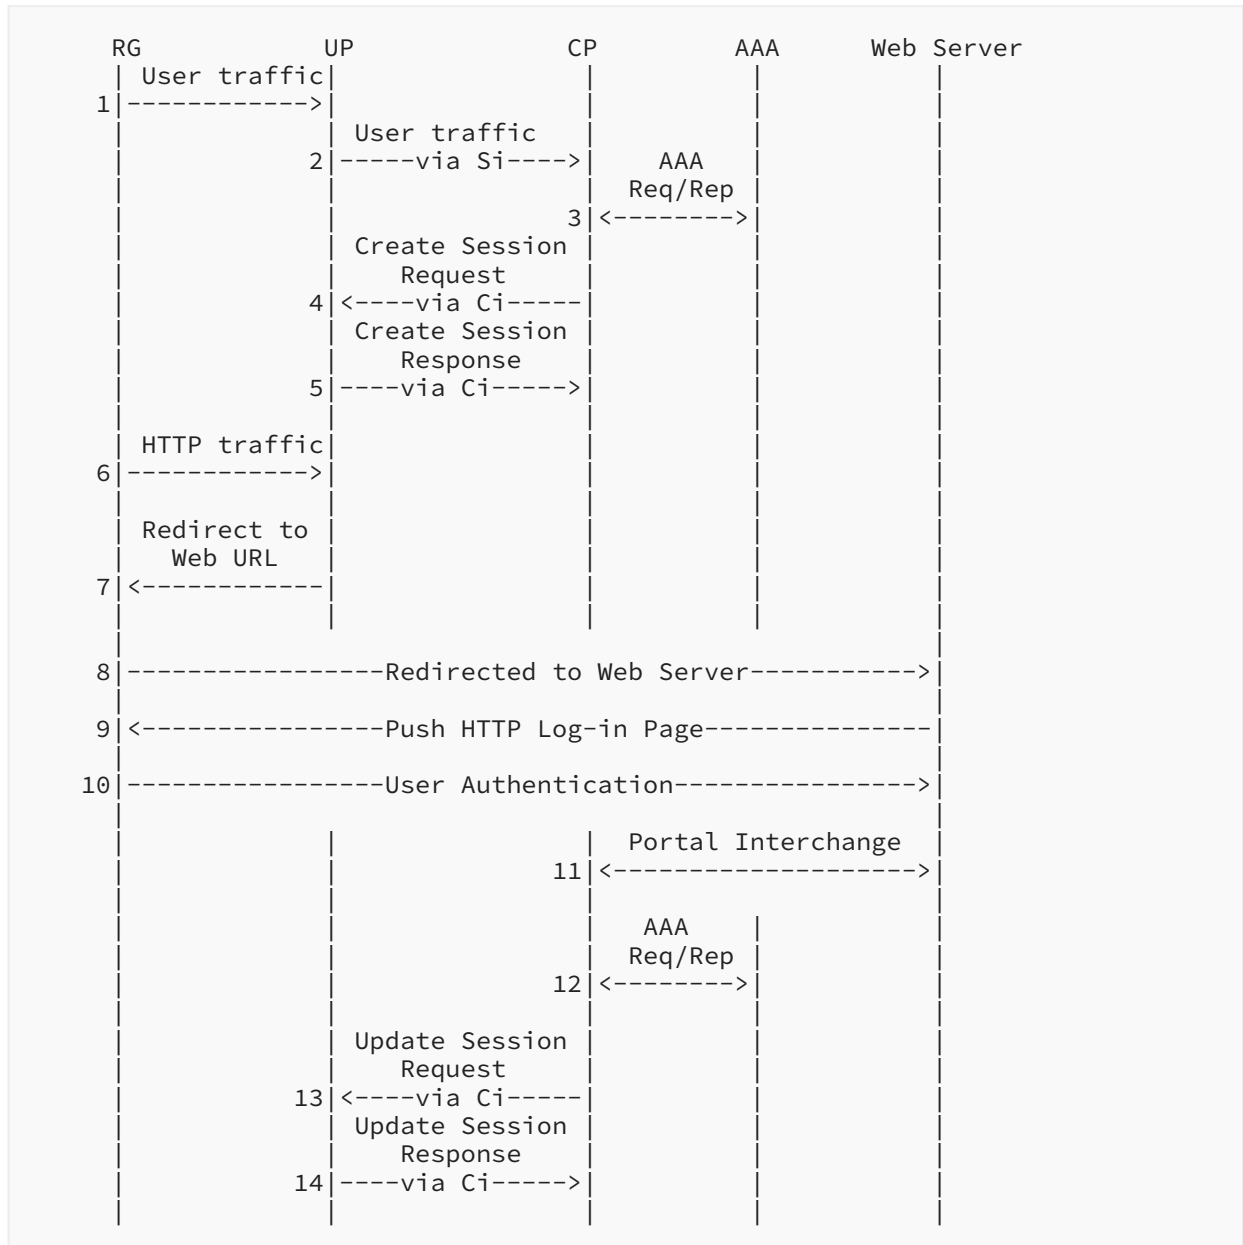 RG UP CP AAA Web Server
| User traffic| | | |
1|------------>| | | |
| | User traffic | | |
| 2|-----via Si---->| AAA | |
| | | Req/Rep | |
| | 3|<-------->| |
| | Create Session | | |
| | Request | | |
| 4|<----via Ci-----| | |
| | Create Session | | |
| | Response | | |
| 5|----via Ci----->| | |
| | | | |
| HTTP traffic| | | |
6|------------>| | | |
| | | | |
| Redirect to | | | |
| Web URL | | | |
7|<------------| | | |
| | | | |
| |
8|-----------------Redirected to Web Server----------->|
| |
9|<----------------Push HTTP Log-in Page---------------|
| |
10|-----------------User Authentication---------------->|
| |
| | | Portal Interchange |
| | 11|<-------------------->|
| | | |
| | | AAA | |
| | | Req/Rep | |
| | 12|<-------->| |
| | | | |
| | Update Session | | |
| | Request | | |
| 13|<----via Ci-----| | |
| | Update Session | | |
| | Response | | |
| 14|----via Ci----->| | |
| | | | |